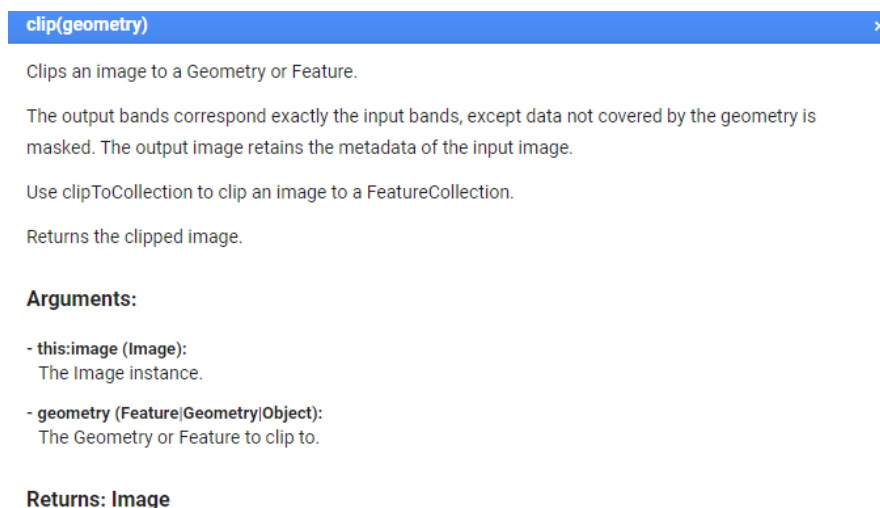 clip(geometry)
Clips an image to a Geometry or Feature.
The output bands correspond exactly the input bands, except data not covered by the geometry is
masked. The output image retains the metadata of the input image.
Use clipToCollection to clip an image to a FeatureCollection.
Returns the clipped image.
Arguments:
- this:image (Image):
The Image instance.
- geometry (Feature|Geometry|Object):
The Geometry or Feature to clip to.
Returns: Image